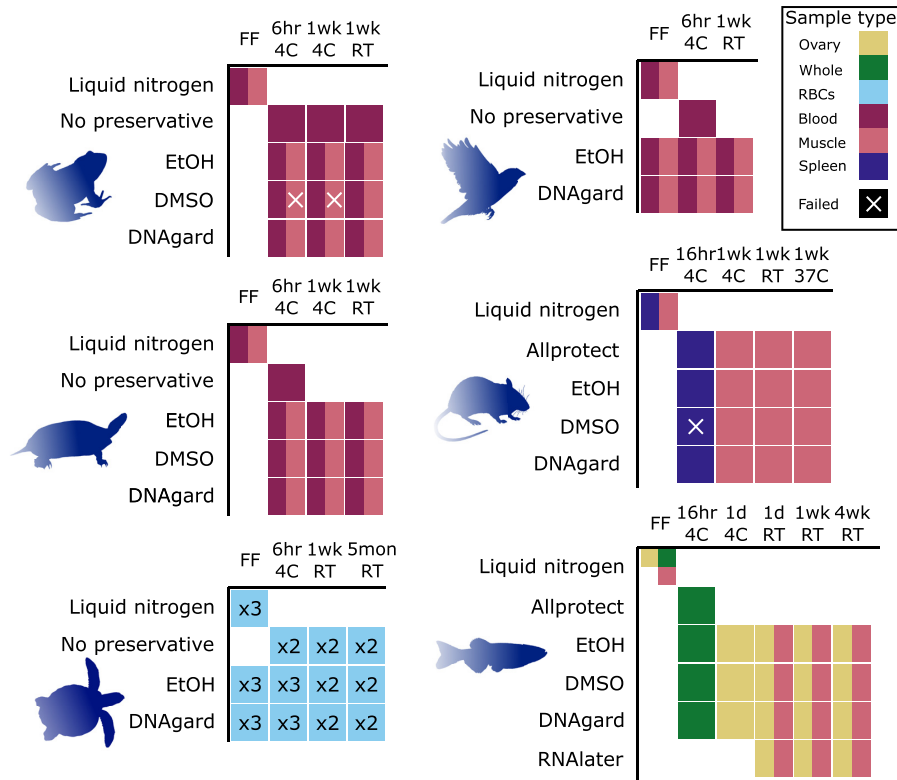 FF
6hr 1wk 1wk
4C 4C RT
Liquid nitrogen
No preservative
EtOH
DMSO
DNAgard
FF
6hr 1wk
4C RT
Liquid nitrogen
No preservative
EtOH
DNAgard
Sample type
Ovary
Whole
RBCs
Blood
Muscle
Spleen
Failed
FF
6hr 1wk 1wk
4C 4C RT
Liquid nitrogen
No preservative
EtOH
DMSO
DNAgard
FF
16hr 1wk 1wk 1wk
4C 4C RT 37C
Liquid nitrogen
Allprotect
EtOH
DMSO
DNAgard
FF
6hr 1wk 5mon
4C RT RT
Liquid nitrogen x3
No preservative x2 x2 x2
EtOH x3 x3 x2 x2
DNAgard x3 x3 x2 x2
FF
16hr 1d 1d 1wk 4wk
4C 4C RT RT RT
Liquid nitrogen
Allprotect
EtOH
DMSO
DNAgard
RNAlater